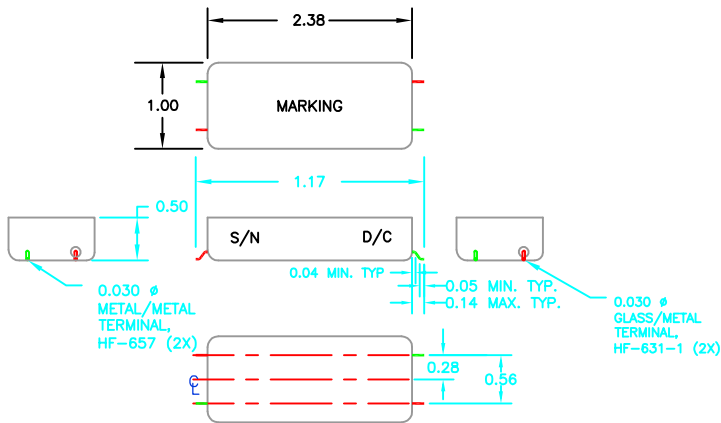 2.38
1.00
MARKING
1.17
0.50
S/N
D/C
0.04 MIN. TYP
0.05 MIN. TYP.
0.14 MAX. TYP.
0.030 ø
METAL/METAL
TERMINAL,
HF-657 (2X)
0.030 ø
GLASS/METAL
TERMINAL,
HF-631-1 (2X)
0.28
0.56
CL